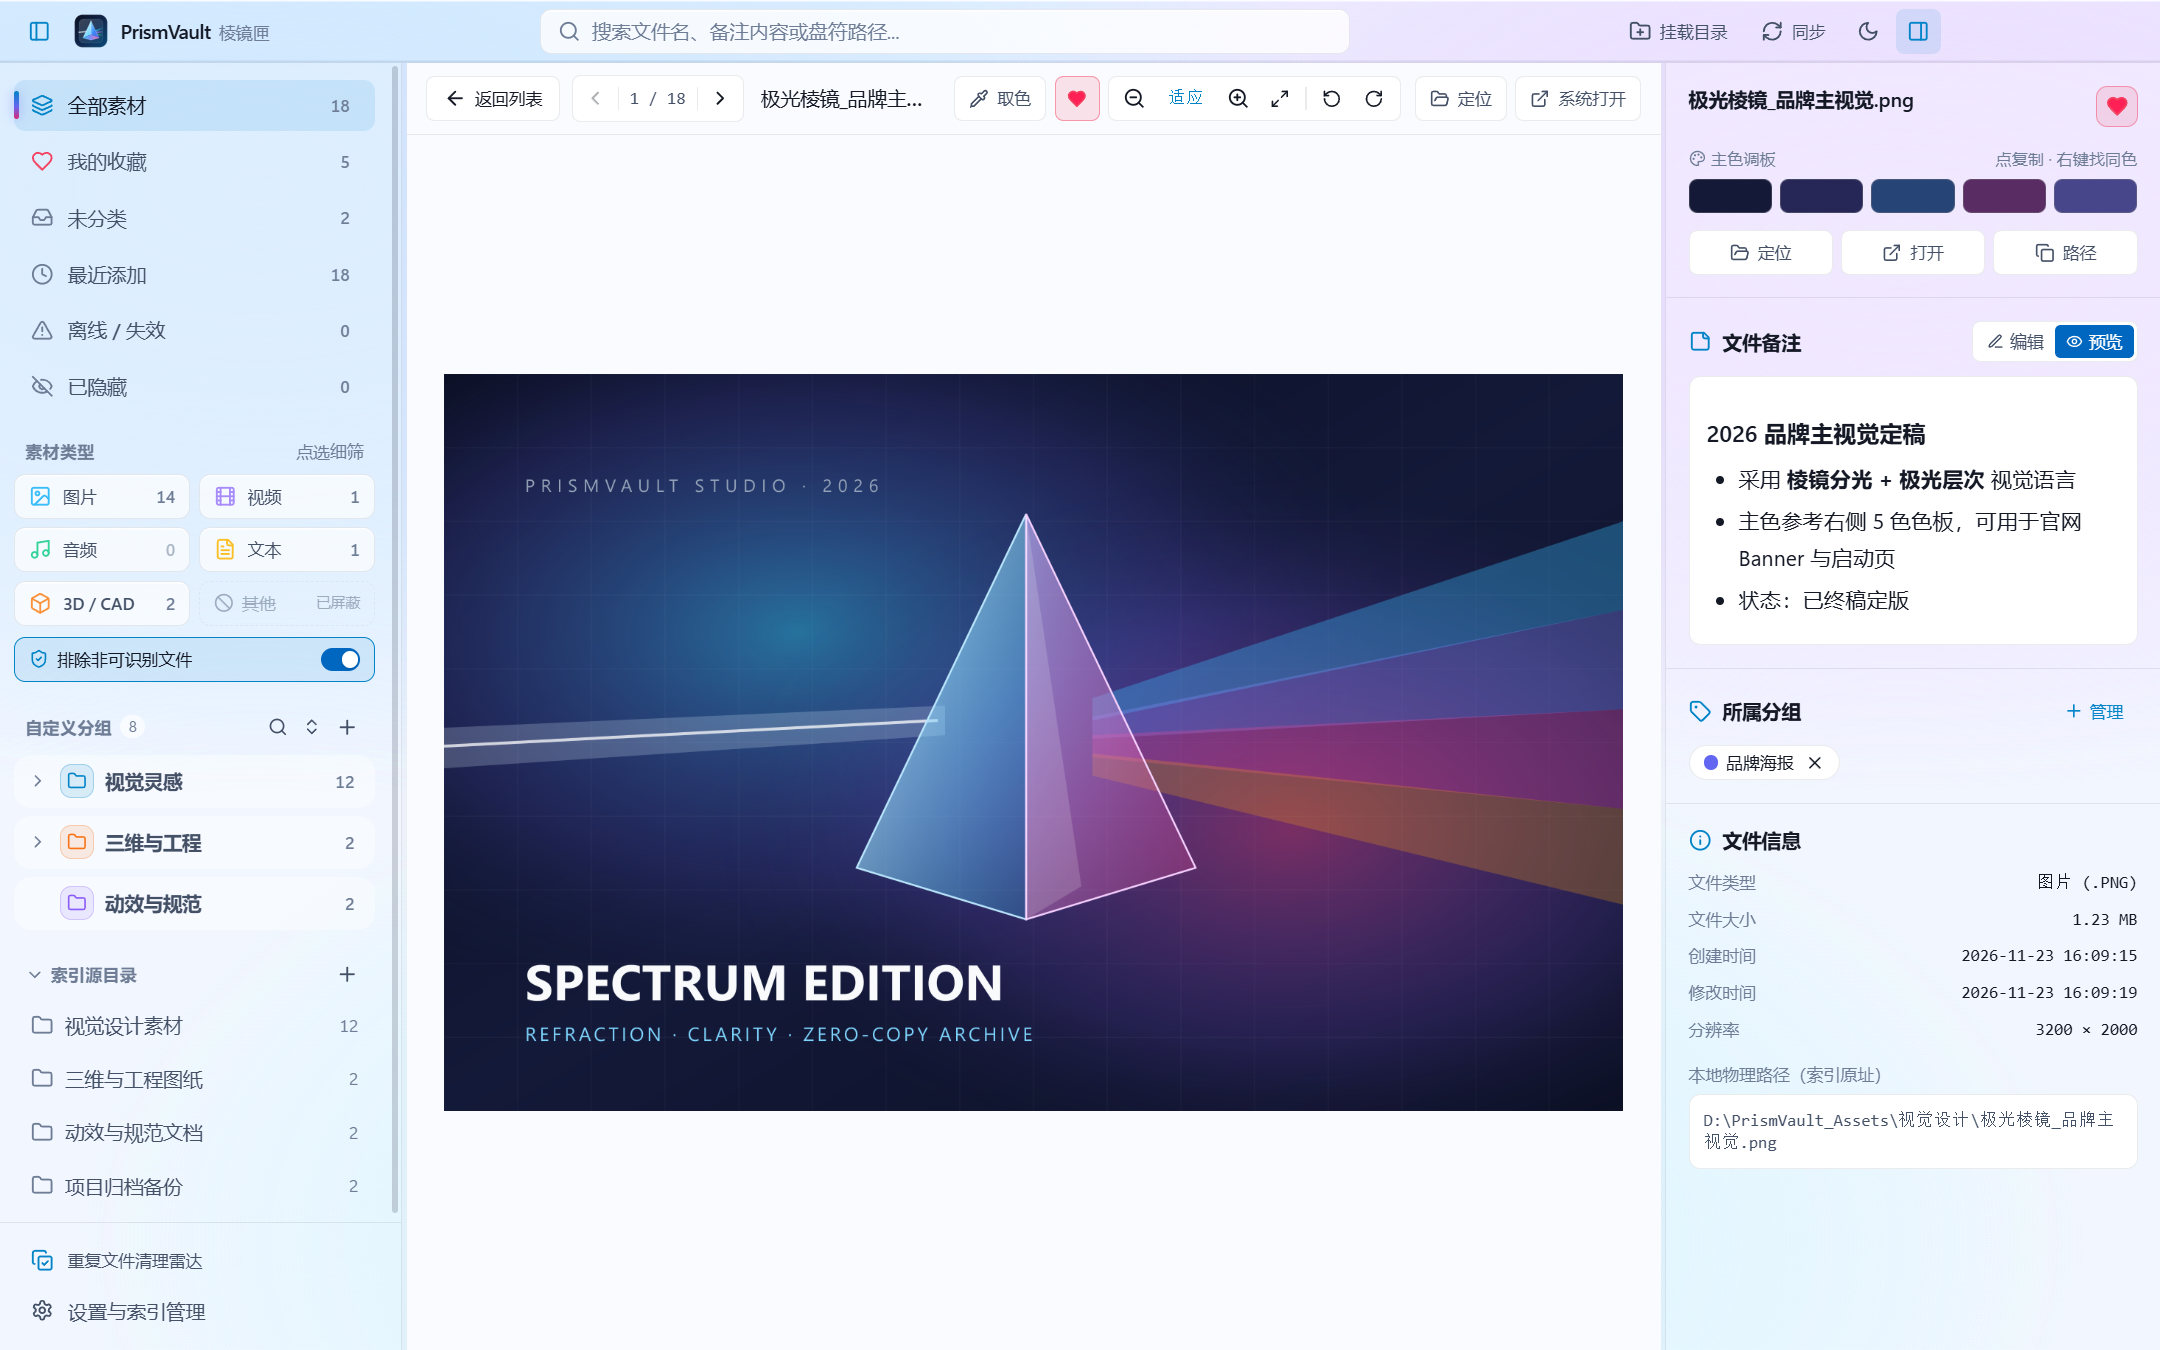 PrismVault 棱镜匣
搜索文件名、备注内容或盘符路径...
挂载目录
同步
全部素材 18
我的收藏 5
未分类 2
最近添加 18
离线 / 失效 0
已隐藏 0
素材类型 点选细筛
图片 14
视频 1
音频 0
文本 1
3D / CAD 2
其他 已屏蔽
排除非可识别文件
自定义分组 8
视觉灵感 12
三维与工程 2
动效与规范 2
索引源目录
视觉设计素材 12
三维与工程图纸 2
动效与规范文档 2
项目归档备份 2
重复文件清理雷达
设置与索引管理
返回列表
1 / 18
极光棱镜_品牌主...
取色
适应
定位
系统打开
PRISMVAULT STUDIO · 2026
SPECTRUM EDITION
REFRACTION · CLARITY · ZERO-COPY ARCHIVE
极光棱镜_品牌主视觉.png
主色调板 点复制 · 右键找同色
定位
打开
路径
文件备注
编辑
预览
2026 品牌主视觉定稿
采用 棱镜分光 + 极光层次 视觉语言
主色参考右侧 5 色色板，可用于官网
Banner 与启动页
状态：已终稿定版
所属分组
管理
品牌海报
文件信息
文件类型 图片 (.PNG)
文件大小 1.23 MB
创建时间 2026-11-23 16:09:15
修改时间 2026-11-23 16:09:19
分辨率 3200 × 2000
本地物理路径（索引原址）
D:\PrismVault_Assets\视觉设计\极光棱镜_品牌主
视觉.png